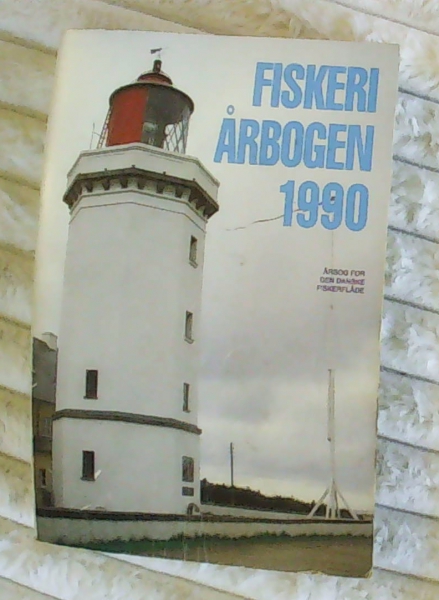 FISKERI
ÅRBOGEN
1990
ÅRBOG FOR
DEN DANSKE
FISKERFLÅDE